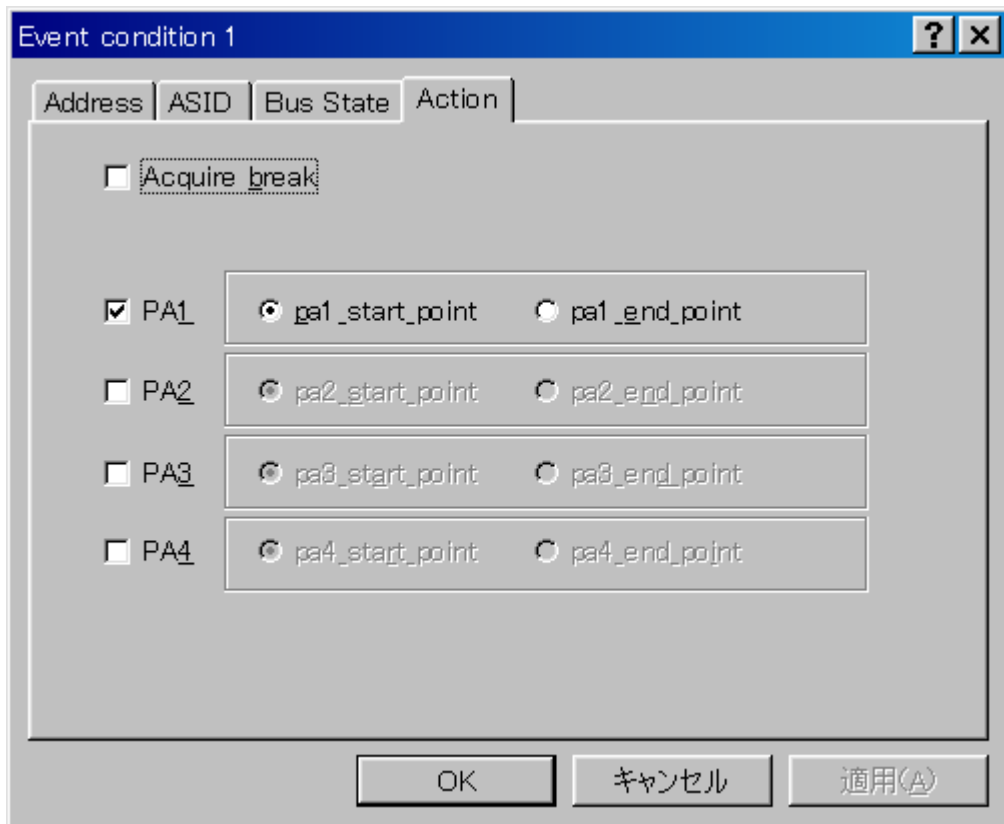 Event condition 1
Address ASID Bus State Action
Acquire break
PA1 pa1_start_point pa1_end_point
PA2 pa2_start_point pa2_end_point
PA3 pa3_start_point pa3_end_point
PA4 pa4_start_point pa4_end_point
OK キャンセル 適用(A)